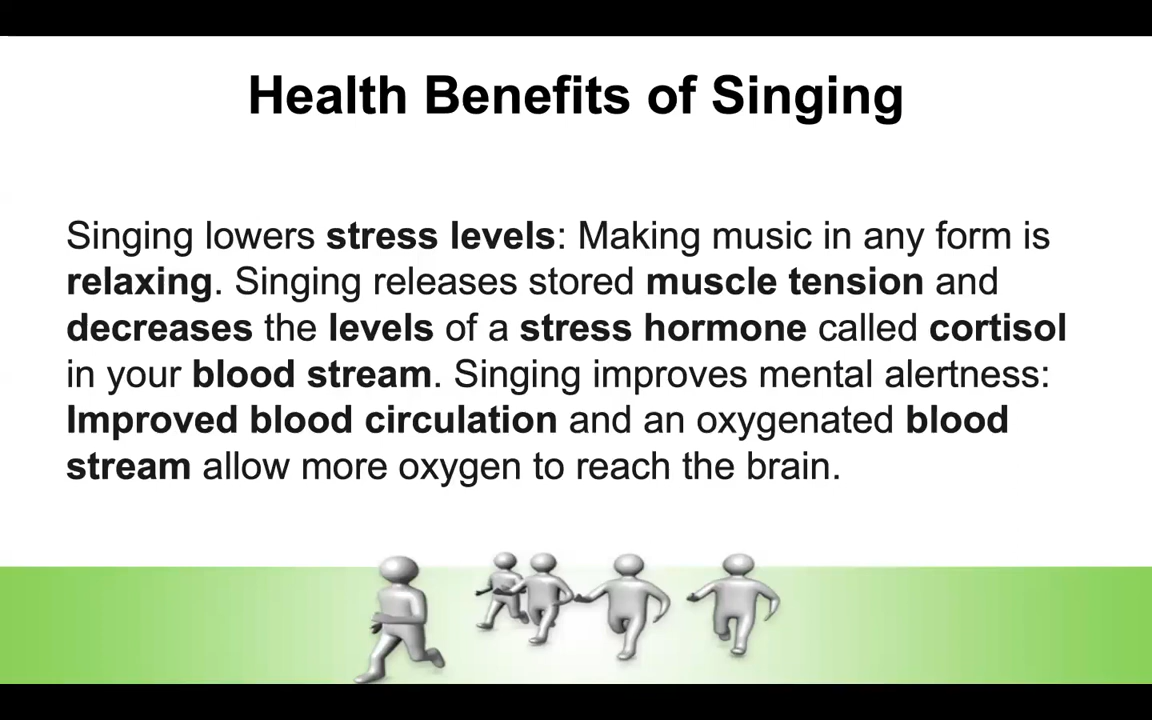 Health Benefits of Singing
Singing lowers stress levels: Making music in any form is
relaxing. Singing releases stored muscle tension and
decreases the levels of a stress hormone called cortisol
in your blood stream. Singing improves mental alertness:
Improved blood circulation and an oxygenated blood
stream allow more oxygen to reach the brain.